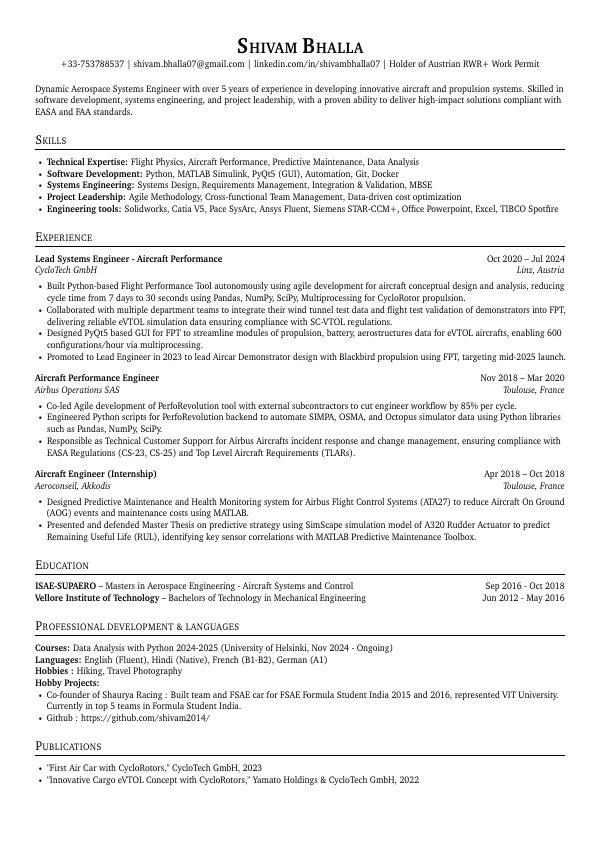 Shivam Bhalla
+33-753788537 | shivam.bhalla07@gmail.com | linkedin.com/in/shivambhalla07 | Holder of Austrian RWR+ Work Permit
Dynamic Aerospace Systems Engineer with over 5 years of experience in developing innovative aircraft and propulsion systems. Skilled in
software development, systems engineering, and project leadership, with a proven ability to deliver high-impact solutions compliant with
EASA and FAA standards.
Skills
• Technical Expertise: Flight Physics, Aircraft Performance, Predictive Maintenance, Data Analysis
• Software Development: Python, MATLAB Simulink, PyQt5 (GUI), Automation, Git, Docker
• Systems Engineering: Systems Design, Requirements Management, Integration & Validation, MBSE
• Project Leadership: Agile Methodology, Cross-functional Team Management, Data-driven cost optimization
• Engineering tools: Solidworks, Catia V5, Pace SysArc, Ansys Fluent, Siemens STAR-CCM+, Office Powerpoint, Excel, TIBCO Spotfire
Experience
Lead Systems Engineer - Aircraft Performance Oct 2020 – Jul 2024
CycloTech GmbH Linz, Austria
• Built Python-based Flight Performance Tool autonomously using agile development for aircraft conceptual design and analysis, reducing
cycle time from 7 days to 30 seconds using Pandas, NumPy, SciPy, Multiprocessing for CycloRotor propulsion.
• Collaborated with multiple department teams to integrate their wind tunnel test data and flight test validation of demonstrators into FPT,
delivering reliable eVTOL simulation data ensuring compliance with SC-VTOL regulations.
• Designed PyQt5 based GUI for FPT to streamline modules of propulsion, battery, aerostructures data for eVTOL aircrafts, enabling 600
configurations/hour via multiprocessing.
• Promoted to Lead Engineer in 2023 to lead Aircar Demonstrator design with Blackbird propulsion using FPT, targeting mid-2025 launch.
Aircraft Performance Engineer Nov 2018 – Mar 2020
Airbus Operations SAS Toulouse, France
• Co-led Agile development of PerfoRevolution tool with external subcontractors to cut engineer workflow by 85% per cycle.
• Engineered Python scripts for PerfoRevolution backend to automate SIMPA, OSMA, and Octopus simulator data using Python libraries
such as Pandas, NumPy, SciPy.
• Responsible as Technical Customer Support for Airbus Aircrafts incident response and change management, ensuring compliance with
EASA Regulations (CS-23, CS-25) and Top Level Aircraft Requirements (TLARs).
Aircraft Engineer (Internship) Apr 2018 – Oct 2018
Aeroconseil, Akkodis Toulouse, France
• Designed Predictive Maintenance and Health Monitoring system for Airbus Flight Control Systems (ATA27) to reduce Aircraft On Ground
(AOG) events and maintenance costs using MATLAB.
• Presented and defended Master Thesis on predictive strategy using SimScape simulation model of A320 Rudder Actuator to predict
Remaining Useful Life (RUL), identifying key sensor correlations with MATLAB Predictive Maintenance Toolbox.
Education
ISAE-SUPAERO – Masters in Aerospace Engineering - Aircraft Systems and Control Sep 2016 - Oct 2018
Vellore Institute of Technology – Bachelors of Technology in Mechanical Engineering Jun 2012 - May 2016
Professional development & languages
Courses: Data Analysis with Python 2024-2025 (University of Helsinki, Nov 2024 - Ongoing)
Languages: English (Fluent), Hindi (Native), French (B1-B2), German (A1)
Hobbies : Hiking, Travel Photography
Hobby Projects:
• Co-founder of Shaurya Racing : Built team and FSAE car for FSAE Formula Student India 2015 and 2016, represented VIT University.
Currently in top 5 teams in Formula Student India.
• Github : https://github.com/shivam2014/
Publications
• "First Air Car with CycloRotors," CycloTech GmbH, 2023
• "Innovative Cargo eVTOL Concept with CycloRotors," Yamato Holdings & CycloTech GmbH, 2022